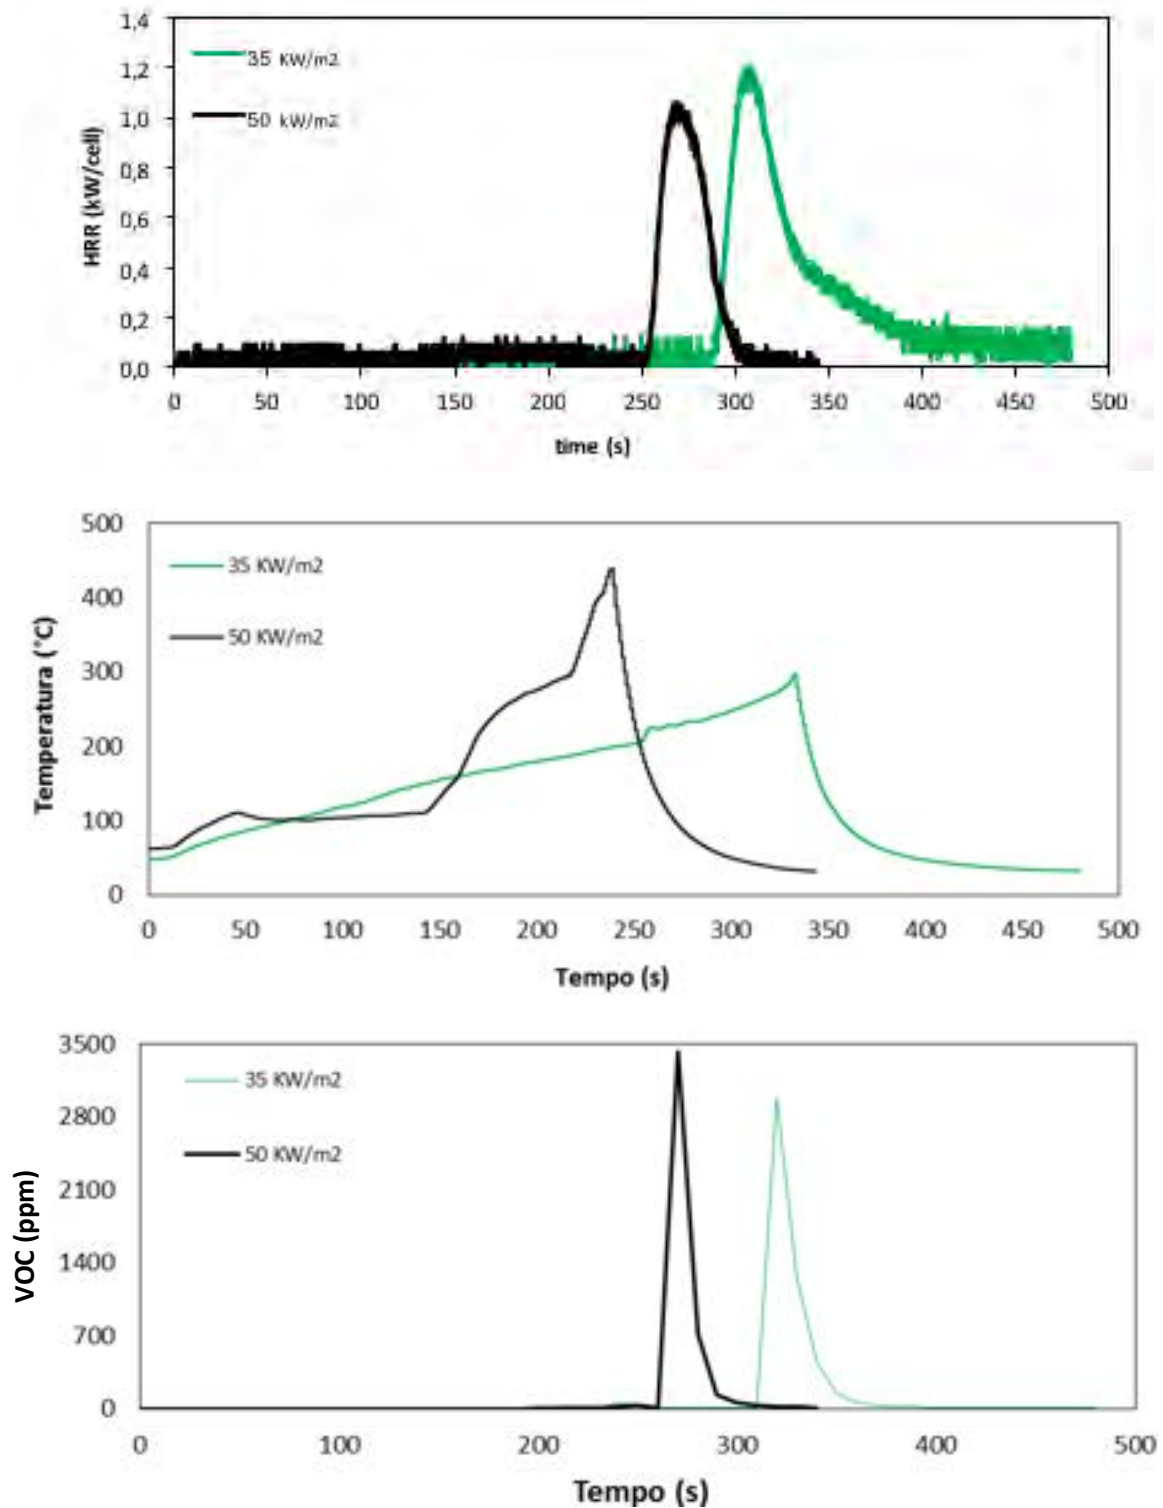 1,4
35 KW/m2
1,2
50 kW/m2
1,0
0,8
0,6
0,4
0,2
0,0
HRR (kW/cell)
0 50 100 150 200 250 300 350 400 450 500
time (s)
500
35 KW/m2
400
50 KW/m2
300
200
100
0
Temperatura (°C)
0 50 100 150 200 250 300 350 400 450 500
Tempo (s)
3500
35 KW/m2
2800
50 KW/m2
2100
1400
700
0
VOC (ppm)
0 100 200 300 400 500
Tempo (s)